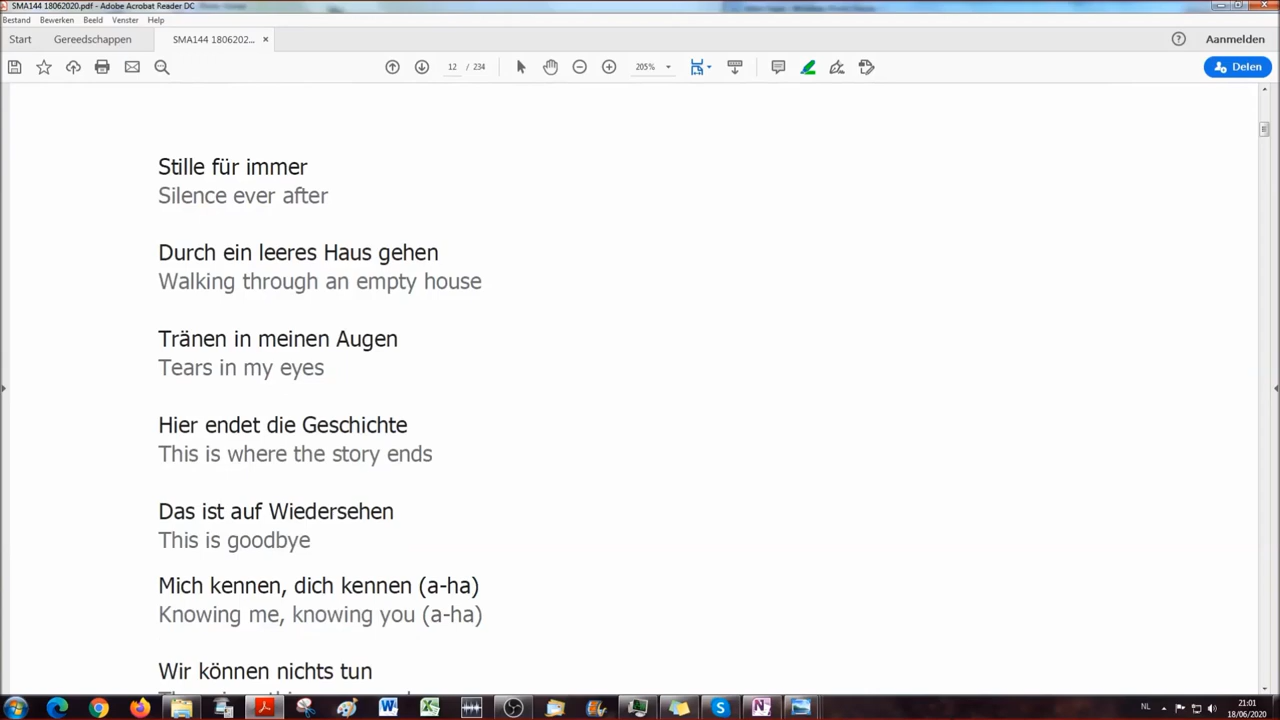 SMA144 18062020.pdf - Adobe Acrobat Reader DC
Bestand Bewerken Beeld Venster Help
Start Gereedschappen SMA144 1806202... × Aanmelden
12 / 234 205% Delen
Stille für immer
Silence ever after
Durch ein leeres Haus gehen
Walking through an empty house
Tränen in meinen Augen
Tears in my eyes
Hier endet die Geschichte
This is where the story ends
Das ist auf Wiedersehen
This is goodbye
Mich kennen, dich kennen (a-ha)
Knowing me, knowing you (a-ha)
Wir können nichts tun
NL 21:01
18/06/2020